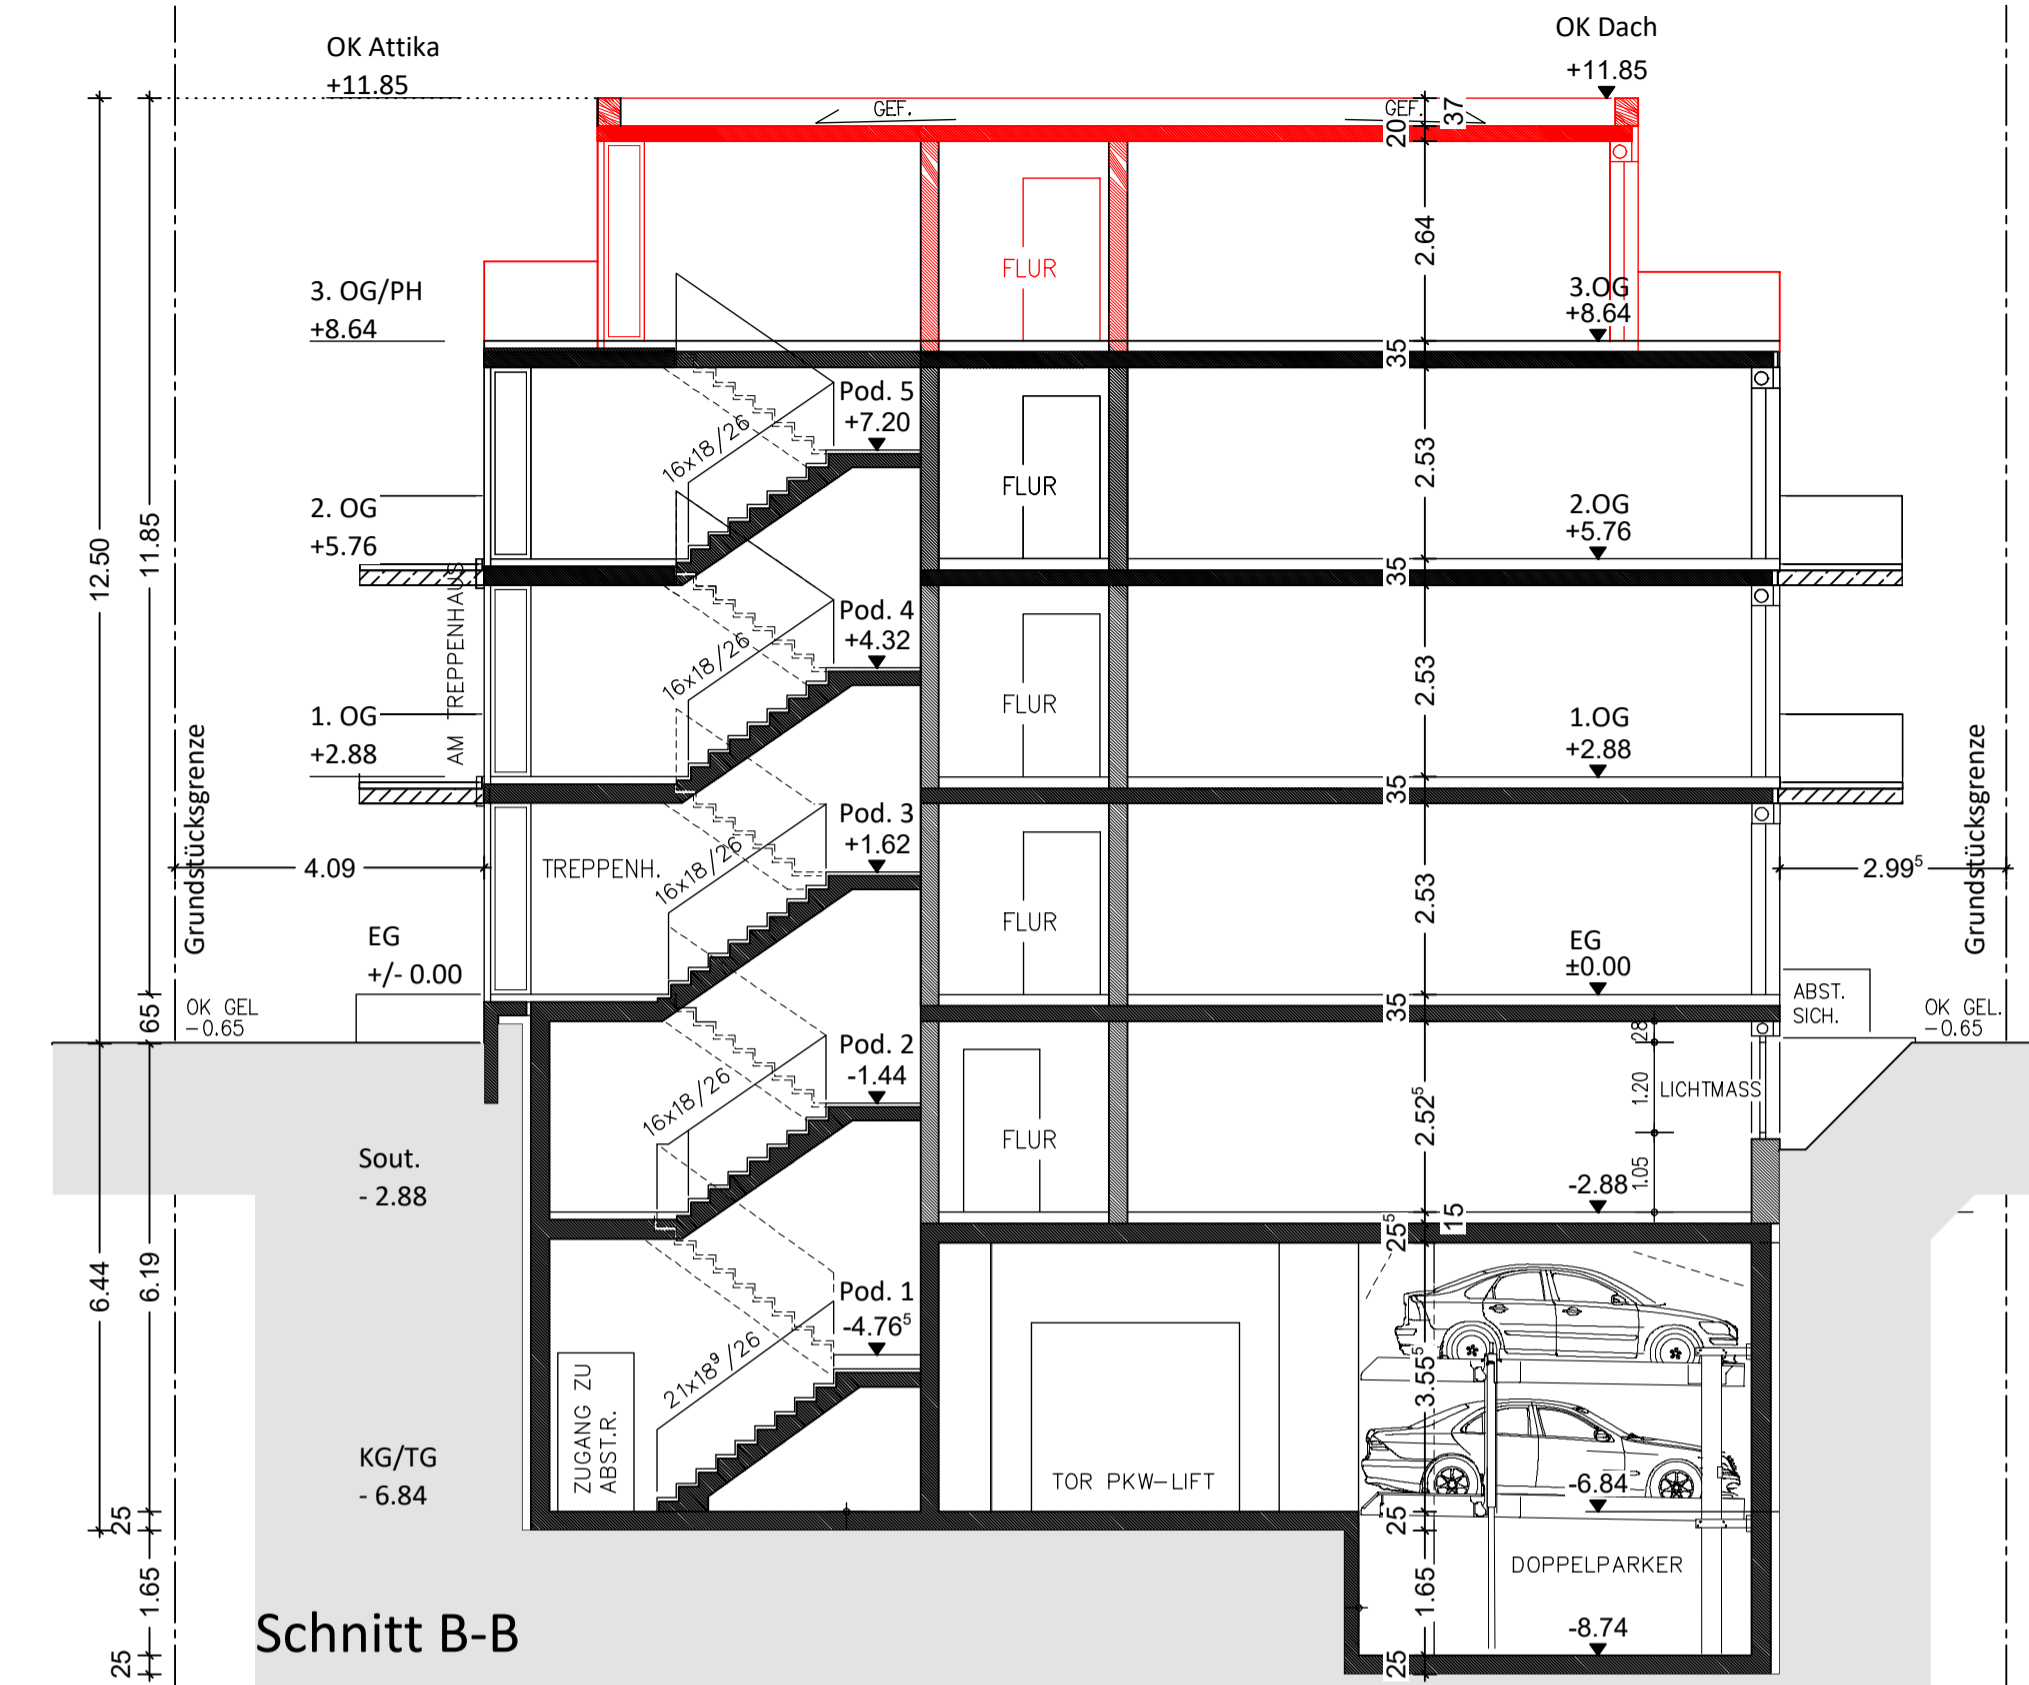 OK Attika
+11.85
OK Dach
+11.85
GEF.
GEF.
37
20
2.64
FLUR
3. OG/PH
+8.64
3.OG
+8.64
35
Pod. 5
+7.20
16x18/26
FLUR
2.53
2. OG
+5.76
2.OG
+5.76
35
12.50
11.85
AM TREPPENHAUS
Pod. 4
+4.32
16x18/26
FLUR
2.53
1. OG
+2.88
1.OG
+2.88
35
Grundstücksgrenze
Grundstücksgrenze
Pod. 3
+1.62
16x18/26
4.09
TREPPENH.
FLUR
2.53
2.99⁵
EG
+/- 0.00
EG
±0.00
ABST.
SICH.
65
OK GEL
-0.65
OK GEL.
-0.65
35
28
Pod. 2
-1.44
16x18/26
FLUR
2.52⁵
1.20
LICHTMASS
1.05
Sout.
- 2.88
-2.88
15
25⁵
6.44
6.19
Pod. 1
-4.76⁵
21x18⁹/26
3.55⁵
ZUGANG ZU
ABST.R.
TOR PKW-LIFT
KG/TG
- 6.84
-6.84
25
25
DOPPELPARKER
1.65
1.65
Schnitt B-B
-8.74
25
25